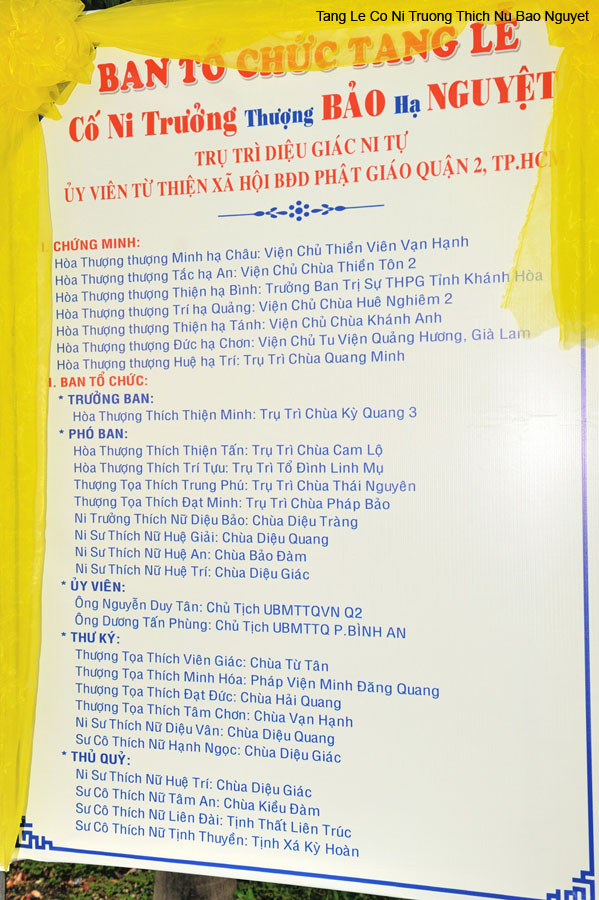 Tang Le Co Ni Truong Thich Nu Bao Nguyet
BAN TỔ CHỨC TANG LỄ
Cố Ni Trưởng Thượng BẢO Hạ NGUYỆT
TRỤ TRÌ DIỆU GIÁC NI TỰ
ỦY VIÊN TỪ THIỆN XÃ HỘI BĐD PHẬT GIÁO QUẬN 2, TP.HCM
I. CHỨNG MINH:
Hòa Thượng thượng Minh hạ Châu: Viện Chủ Thiền Viên Vạn Hạnh
Hòa Thượng thượng Tắc hạ An: Viện Chủ Chùa Thiền Tôn 2
Hòa Thượng thượng Thiện hạ Bình: Trưởng Ban Trị Sự THPG Tỉnh Khánh Hòa
Hòa Thượng thượng Trí hạ Quảng: Viện Chủ Chùa Huê Nghiêm 2
Hòa Thượng thượng Thiện hạ Tánh: Viện Chủ Chùa Khánh Anh
Hòa Thượng thượng Đức hạ Chơn: Viện Chủ Tu Viện Quảng Hương, Già Lam
Hòa Thượng thượng Huệ hạ Trí: Trụ Trì Chùa Quang Minh
I. BAN TỔ CHỨC:
* TRƯỞNG BAN:
Hòa Thượng Thích Thiện Minh: Trụ Trì Chùa Kỳ Quang 3
* PHÓ BAN:
Hòa Thượng Thích Thiện Tấn: Trụ Trì Chùa Cam Lộ
Hòa Thượng Thích Trí Tựu: Trụ Trì Tổ Đình Linh Mụ
Thượng Tọa Thích Trung Phú: Trụ Trì Chùa Thái Nguyên
Thượng Tọa Thích Đạt Minh: Trụ Trì Chùa Pháp Bảo
Ni Trưởng Thích Nữ Diệu Bảo: Chùa Diệu Tràng
Ni Sư Thích Nữ Huệ Giải: Chùa Diệu Quang
Ni Sư Thích Nữ Huệ An: Chùa Bảo Đàm
Ni Sư Thích Nữ Huệ Trí: Chùa Diệu Giác
* ỦY VIÊN:
Ông Nguyễn Duy Tân: Chủ Tịch UBMTTQVN Q2
Ông Dương Tấn Phùng: Chủ Tịch UBMTTQ P.BÌNH AN
* THƯ KÝ:
Thượng Tọa Thích Viên Giác: Chùa Từ Tân
Thượng Tọa Thích Minh Hóa: Pháp Viện Minh Đăng Quang
Thượng Tọa Thích Đạt Đức: Chùa Hải Quang
Thượng Tọa Thích Tâm Chơn: Chùa Vạn Hạnh
Ni Sư Thích Nữ Diệu Vân: Chùa Diệu Quang
Sư Cô Thích Nữ Hạnh Ngọc: Chùa Diệu Giác
* THỦ QUỶ:
Ni Sư Thích Nữ Huệ Trí: Chùa Diệu Giác
Sư Cô Thích Nữ Tâm An: Chùa Kiều Đàm
Sư Cô Thích Nữ Liên Đài: Tịnh Thất Liên Trúc
Sư Cô Thích Nữ Tịnh Thuyền: Tịnh Xá Kỳ Hoàn